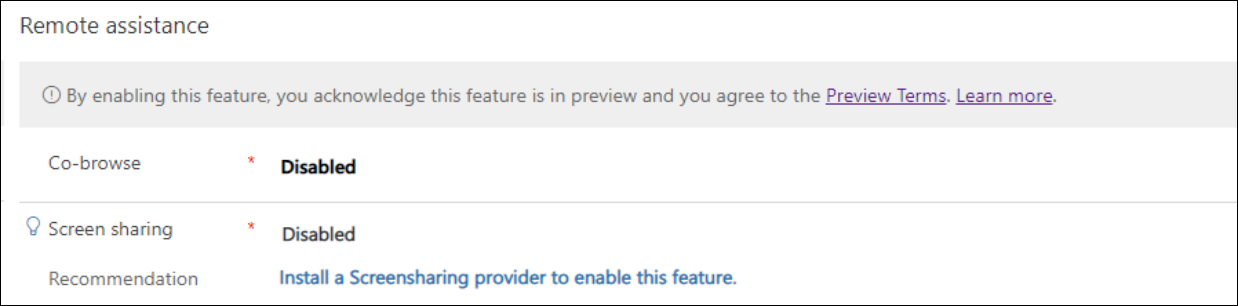 Remote assistance
By enabling this feature, you acknowledge this feature is in preview and you agree to the Preview Terms. Learn more.
Co-browse * Disabled
Screen sharing * Disabled
Recommendation Install a Screensharing provider to enable this feature.